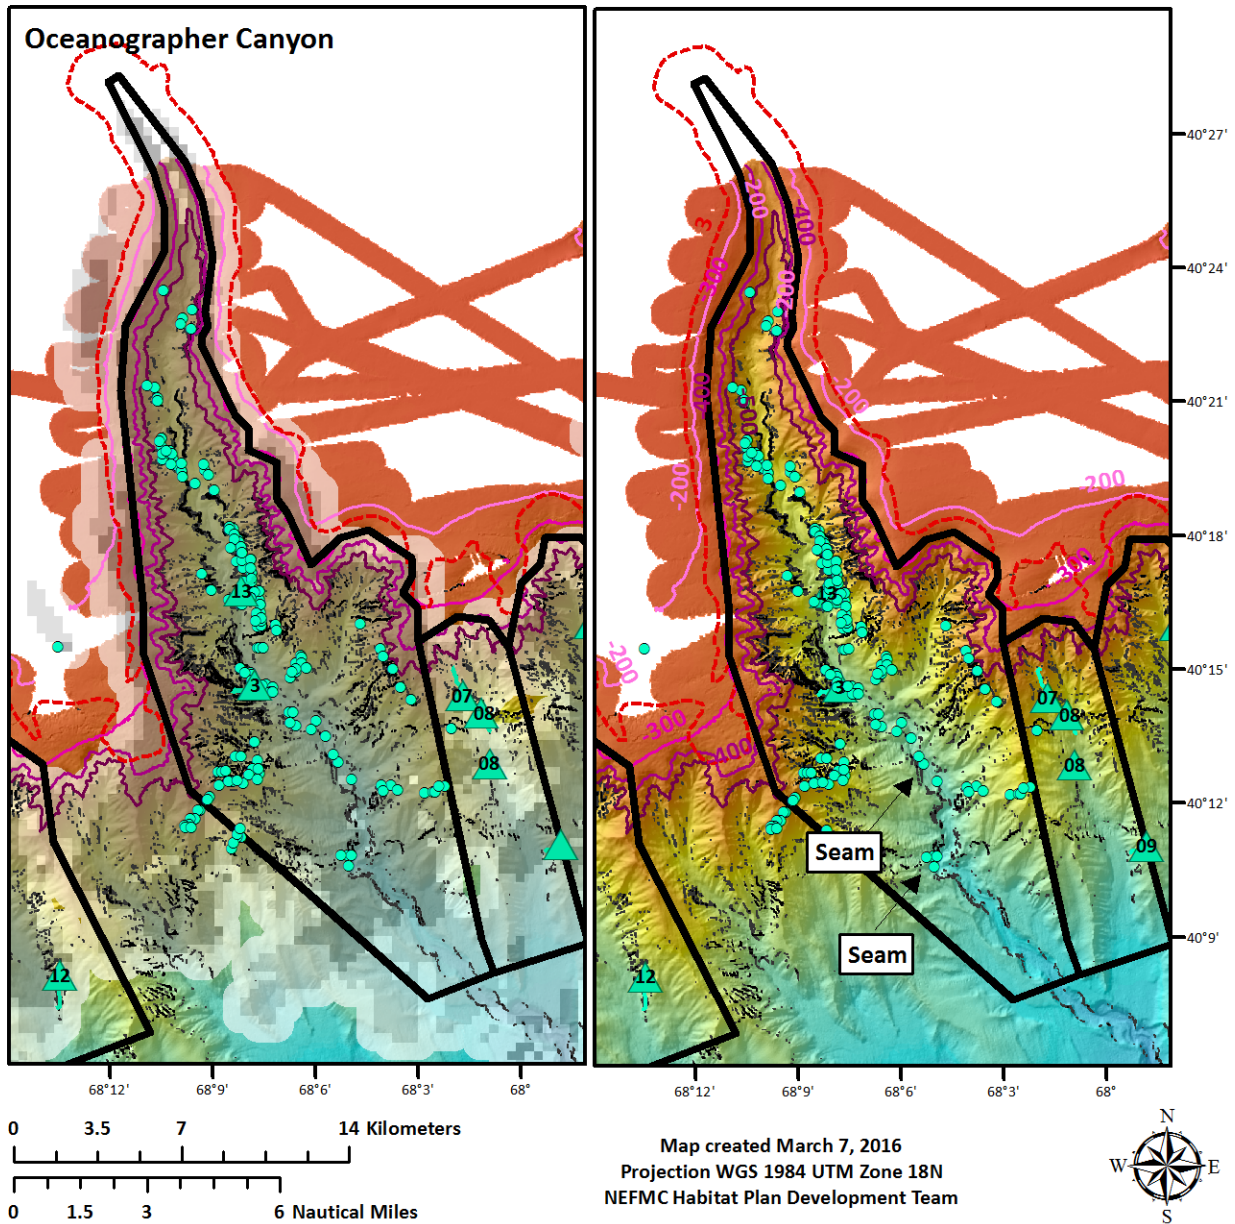 Oceanographer Canyon
13
13
07
08
08
12
200
-400
3
-300
200
-400
-500
-200
-200
-200
-300
13
13
-200
-300
-400
07
08
08
09
12
Seam
Seam
40°27'
40°24'
40°21'
40°18'
40°15'
40°12'
40°9'
68°12' 68°9' 68°6' 68°3' 68°
68°12' 68°9' 68°6' 68°3' 68°
0 3.5 7 14 Kilometers
0 1.5 3 6 Nautical Miles
Map created March 7, 2016
Projection WGS 1984 UTM Zone 18N
NEFMC Habitat Plan Development Team
N
W E
S